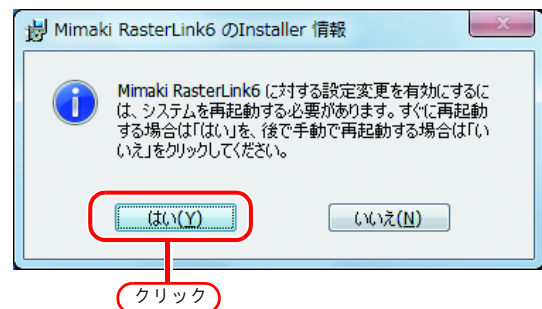 Mimaki RasterLink6 のInstaller 情報
Mimaki RasterLink6 に対する設定変更を有効にするに
は、システムを再起動する必要があります。すぐに再起動
する場合は「はい」を、後で手動で再起動する場合は「い
いえ」をクリックしてください。
はい(Y)
いいえ(N)
クリック